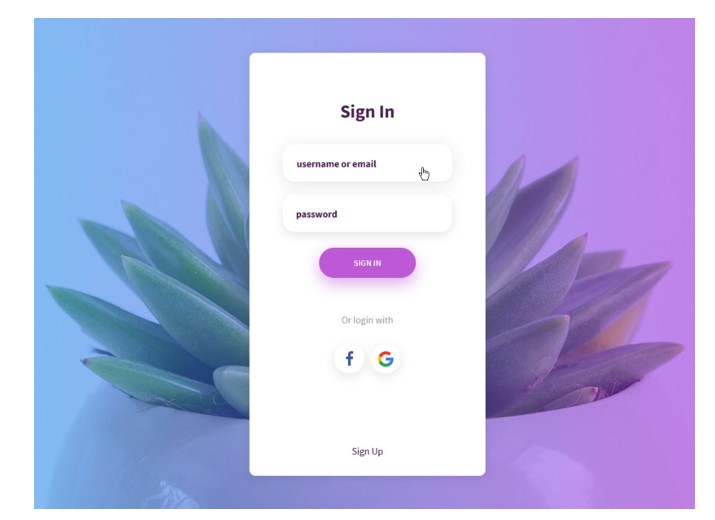 Sign In
username or email
password
SIGN IN
Or login with
Sign Up